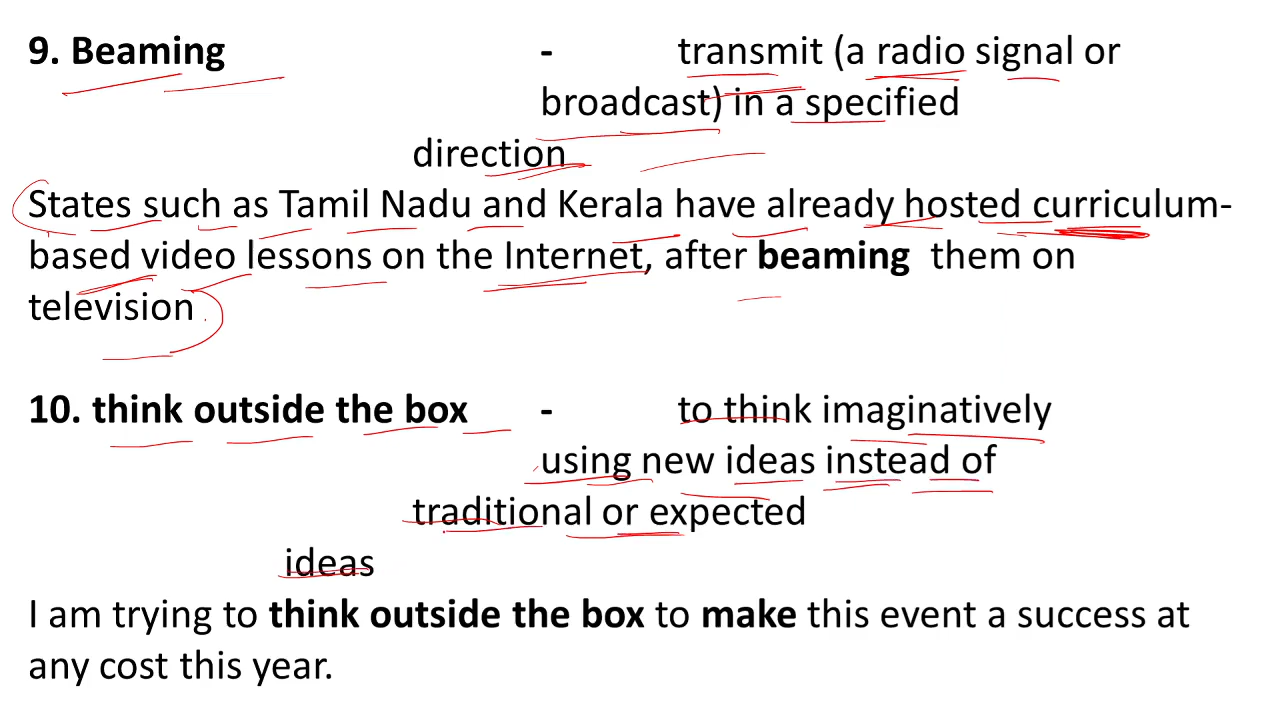 9. Beaming - transmit (a radio signal or
broadcast) in a specified
direction
States such as Tamil Nadu and Kerala have already hosted curriculum-
based video lessons on the Internet, after beaming them on
television
10. think outside the box - to think imaginatively
using new ideas instead of
traditional or expected
ideas
I am trying to think outside the box to make this event a success at
any cost this year.